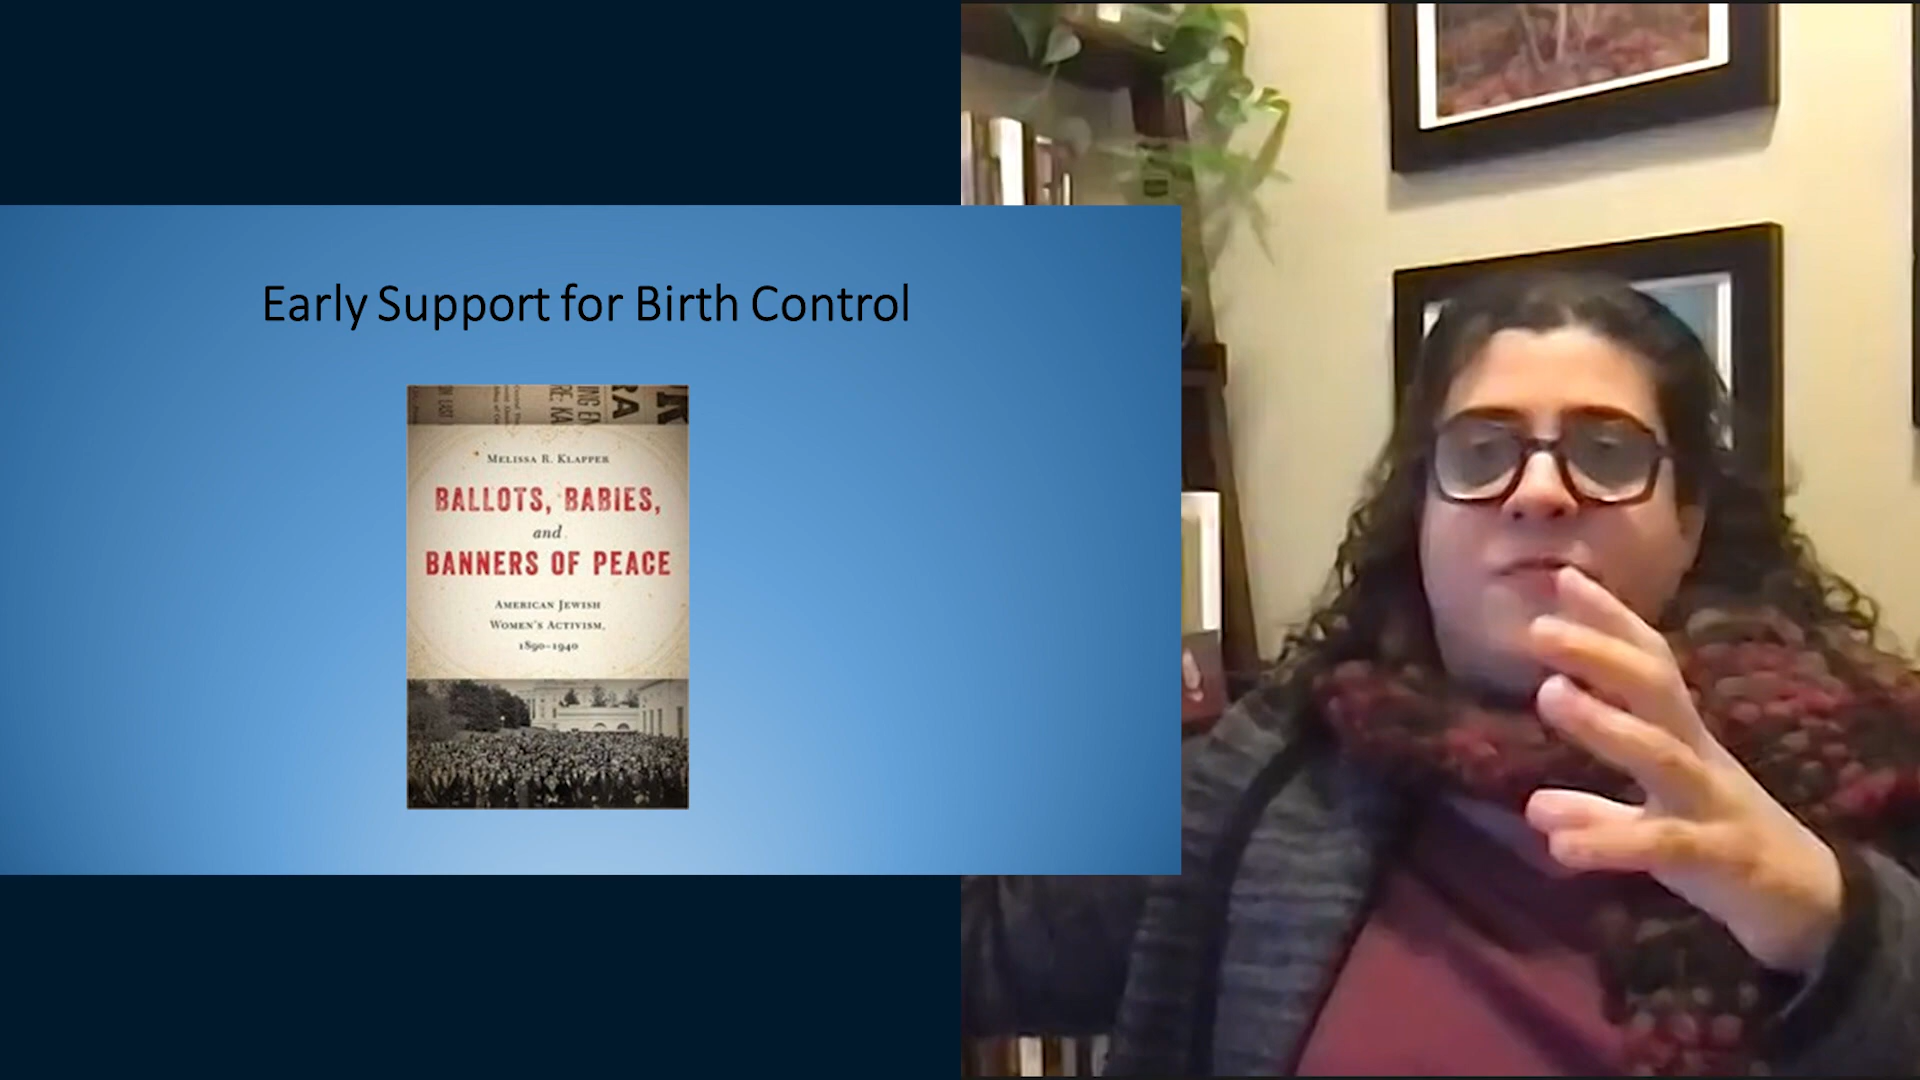 Early Support for Birth Control
MELISSA R. KLAPPER
BALLOTS, BABIES,
and
BANNERS OF PEACE
AMERICAN JEWISH
WOMEN'S ACTIVISM,
1890–1940